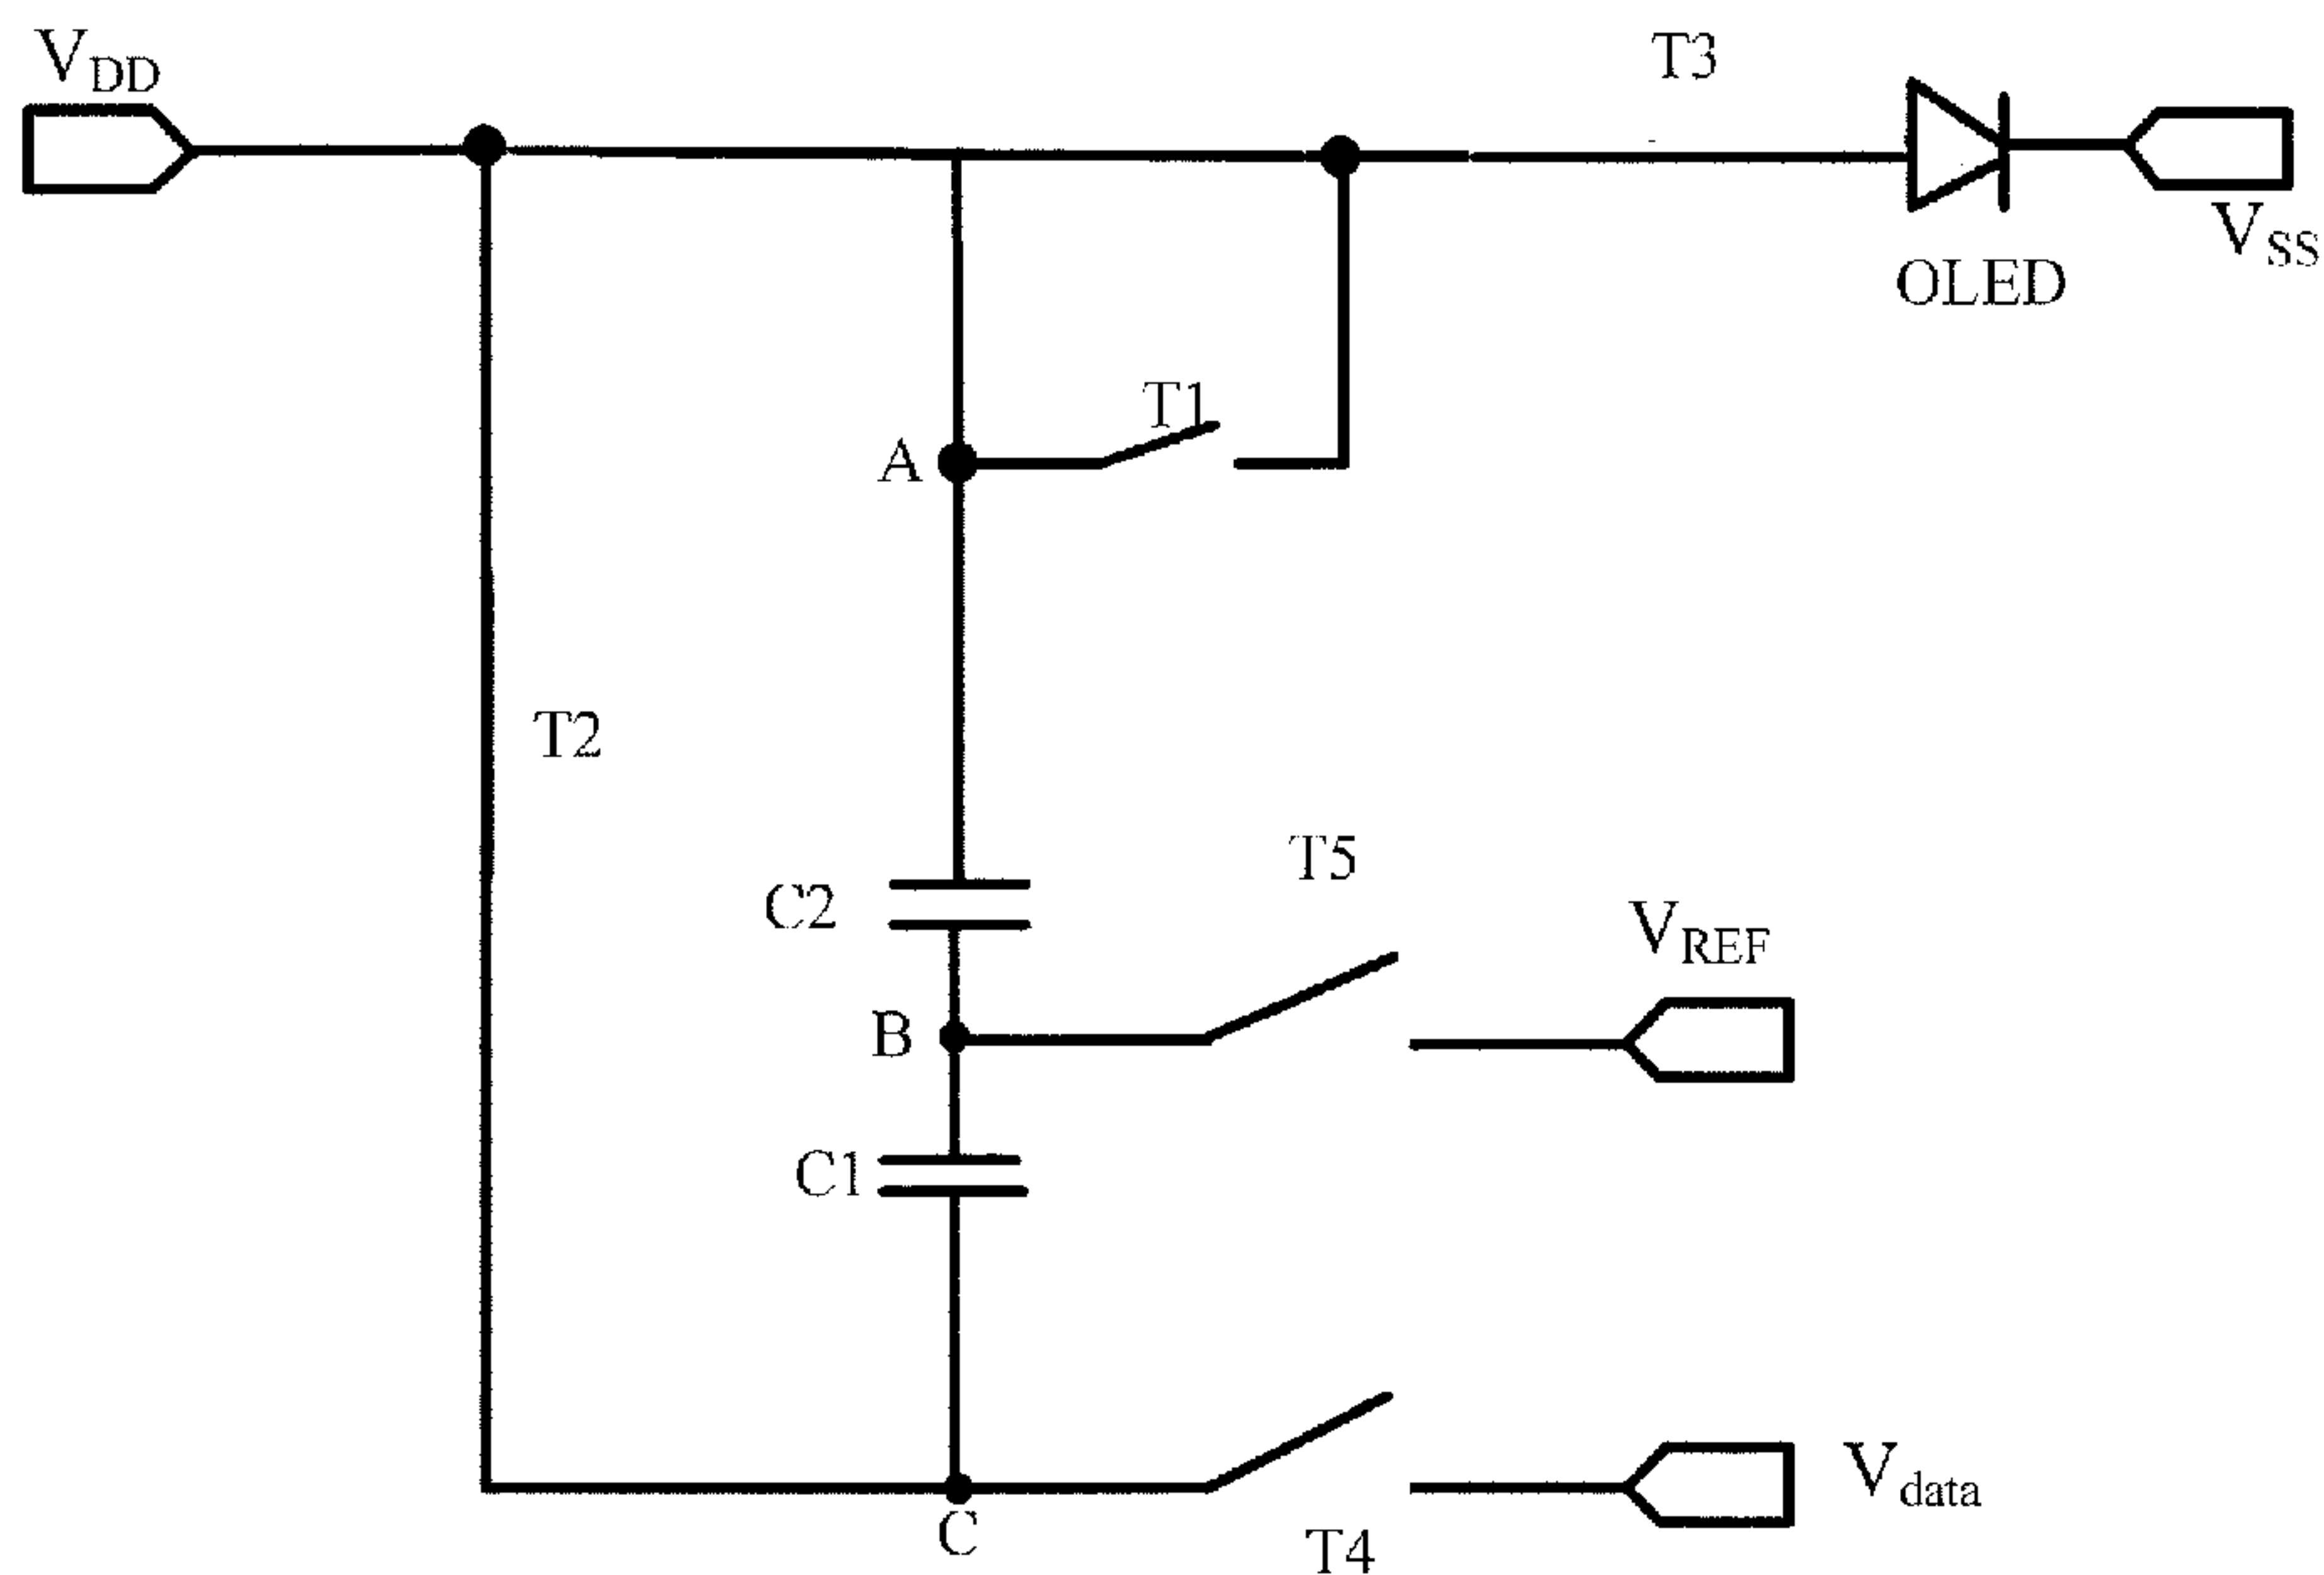 V_DD
T3
V_SS
OLED
T1
A
T2
T5
C2
V_REF
B
C1
V_data
C
T4